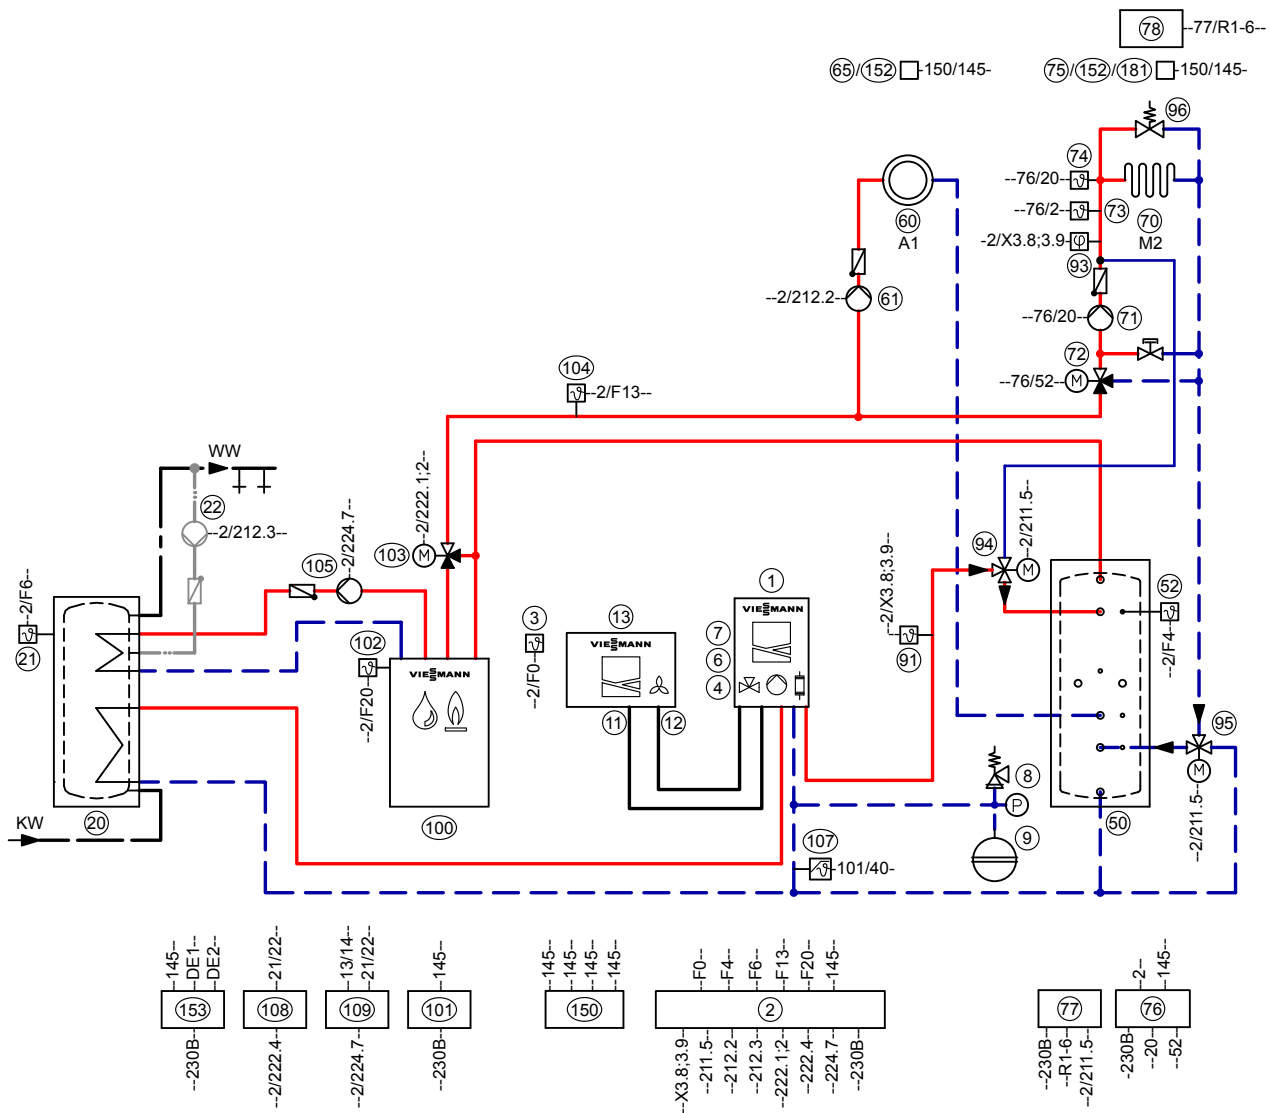 78 --77/R1-6--
65/152 -150/145-
75/152/181 -150/145-
96
74
--76/20--
--76/2-- 73
60
A1
70
M2
-2/X3.8;3.9-
93
--2/212.2-- 61
--76/20-- 71
72
--76/52-- M
104
--2/F13--
WW
22
--2/212.3--
--2/222.1;2--
103 M
--2/224.7--
105
--2/F6--
21
102
--2/F20--
VIESMANN
100
3
--2/F0--
13
VIESMANN
11
12
1
VIESMANN
7
6
4
--2/X3.8;3.9--
91
94
M
--2/211.5--
52
--2/F4--
95
M
--2/211.5--
8
P
9
50
107
-101/40-
KW
20
--145--
--DE1--
--DE2--
153
--230B--
--21/22--
108
--2/222.4--
--13/14--
--21/22--
109
--2/224.7--
--145--
101
--230B--
--145--
--145--
--145--
--145--
150
--F0--
--F4--
--F6--
--F13--
--F20--
--145--
2
--X3.8;3.9--
--211.5--
--212.2--
--212.3--
--222.1;2--
--222.4--
--224.7--
--230B--
77
--230B--
--R1-6--
--2/211.5--
--2--
--145--
76
-230B--
--20--
--52--